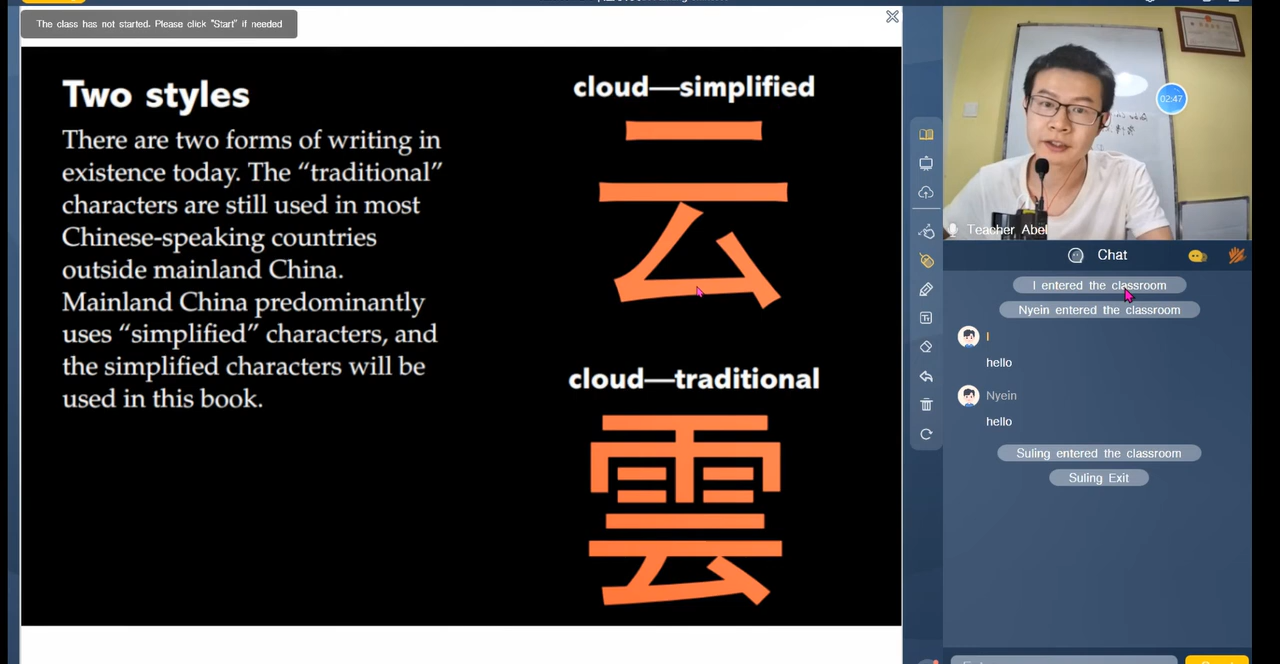 The class has not started. Please click "Start" if needed
Two styles
There are two forms of writing in
existence today. The “traditional”
characters are still used in most
Chinese-speaking countries
outside mainland China.
Mainland China predominantly
uses “simplified” characters, and
the simplified characters will be
used in this book.
cloud—simplified
云
cloud—traditional
雲
02:47
Teacher Abel
Chat
I entered the classroom
Nyein entered the classroom
I
hello
Nyein
hello
Suling entered the classroom
Suling Exit